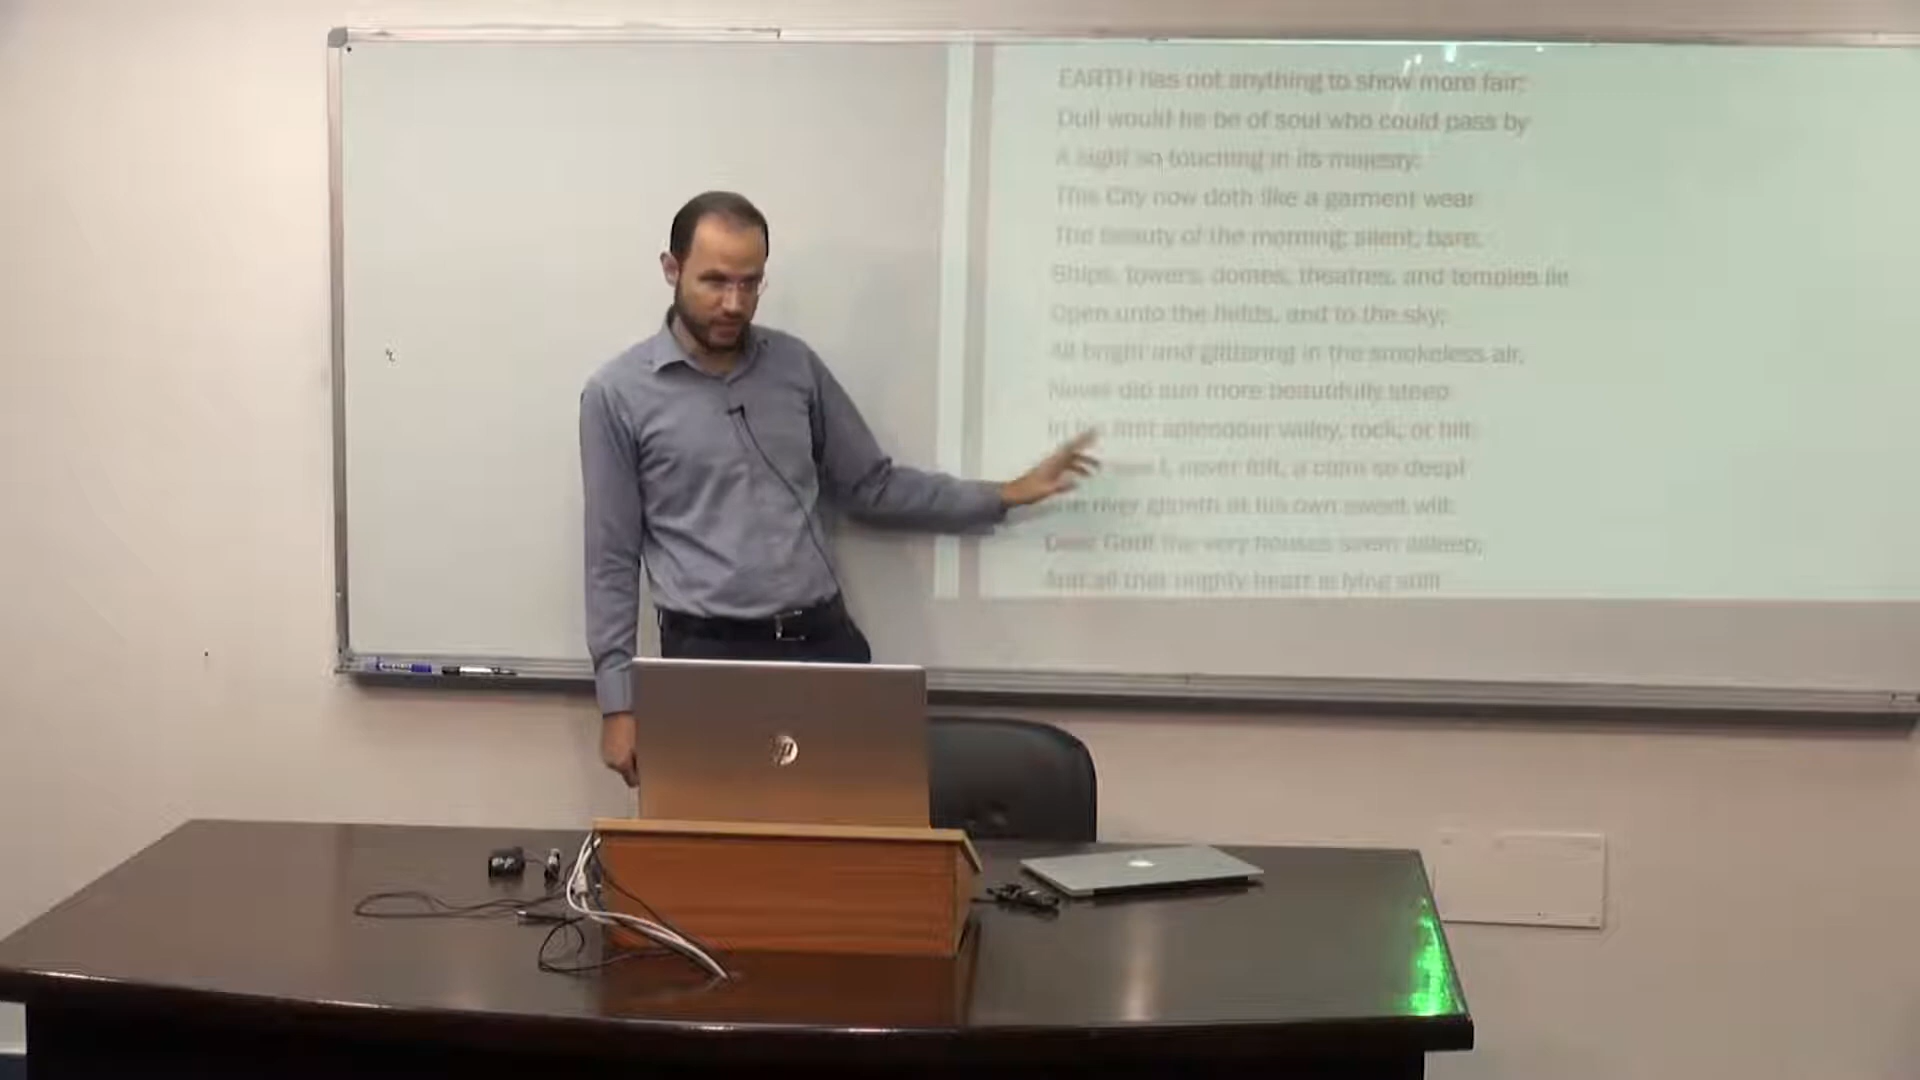 EARTH has not anything to show more fair:
Dull would he be of soul who could pass by
A sight so touching in its majesty:
This City now doth like a garment wear
The beauty of the morning; silent, bare,
Ships, towers, domes, theatres, and temples lie
Open unto the fields, and to the sky;
All bright and glittering in the smokeless air.
Never did sun more beautifully steep
In his first splendour valley, rock, or hill;
I, never felt, a calm so deep!
river glideth at his own sweet will:
Dear God! the very houses seem asleep;
And all that mighty heart is lying still
hp